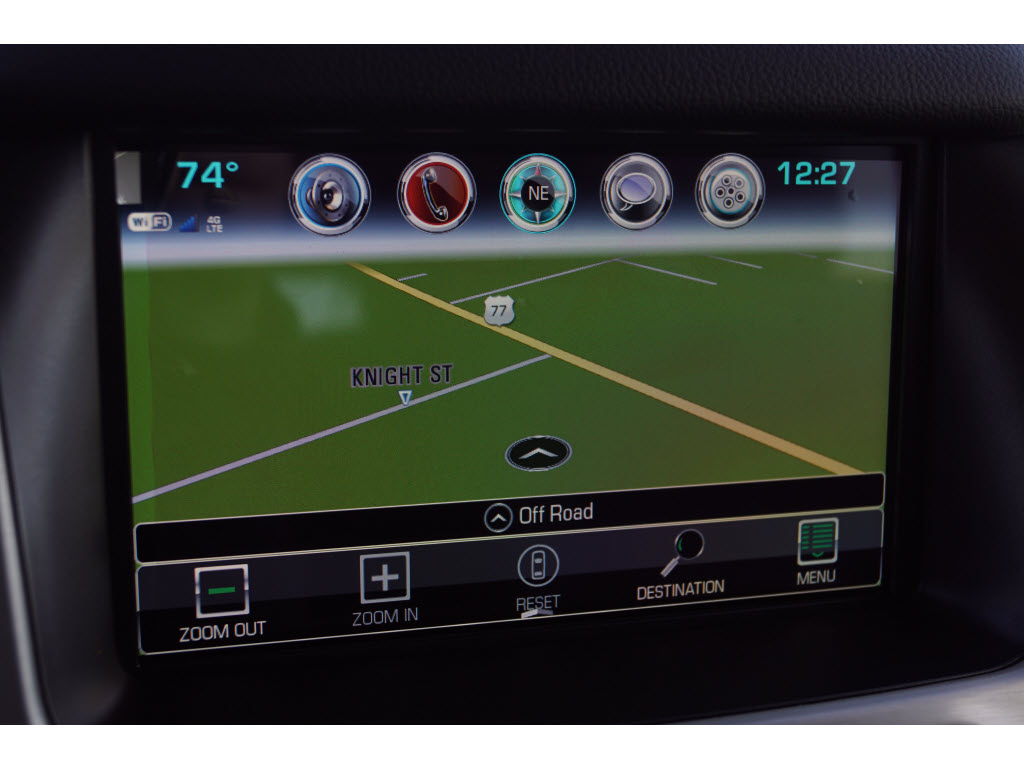 74°
NE
12:27
WiFi
4G
LTE
77
KNIGHT ST
Off Road
ZOOM OUT
ZOOM IN
RESET
DESTINATION
MENU